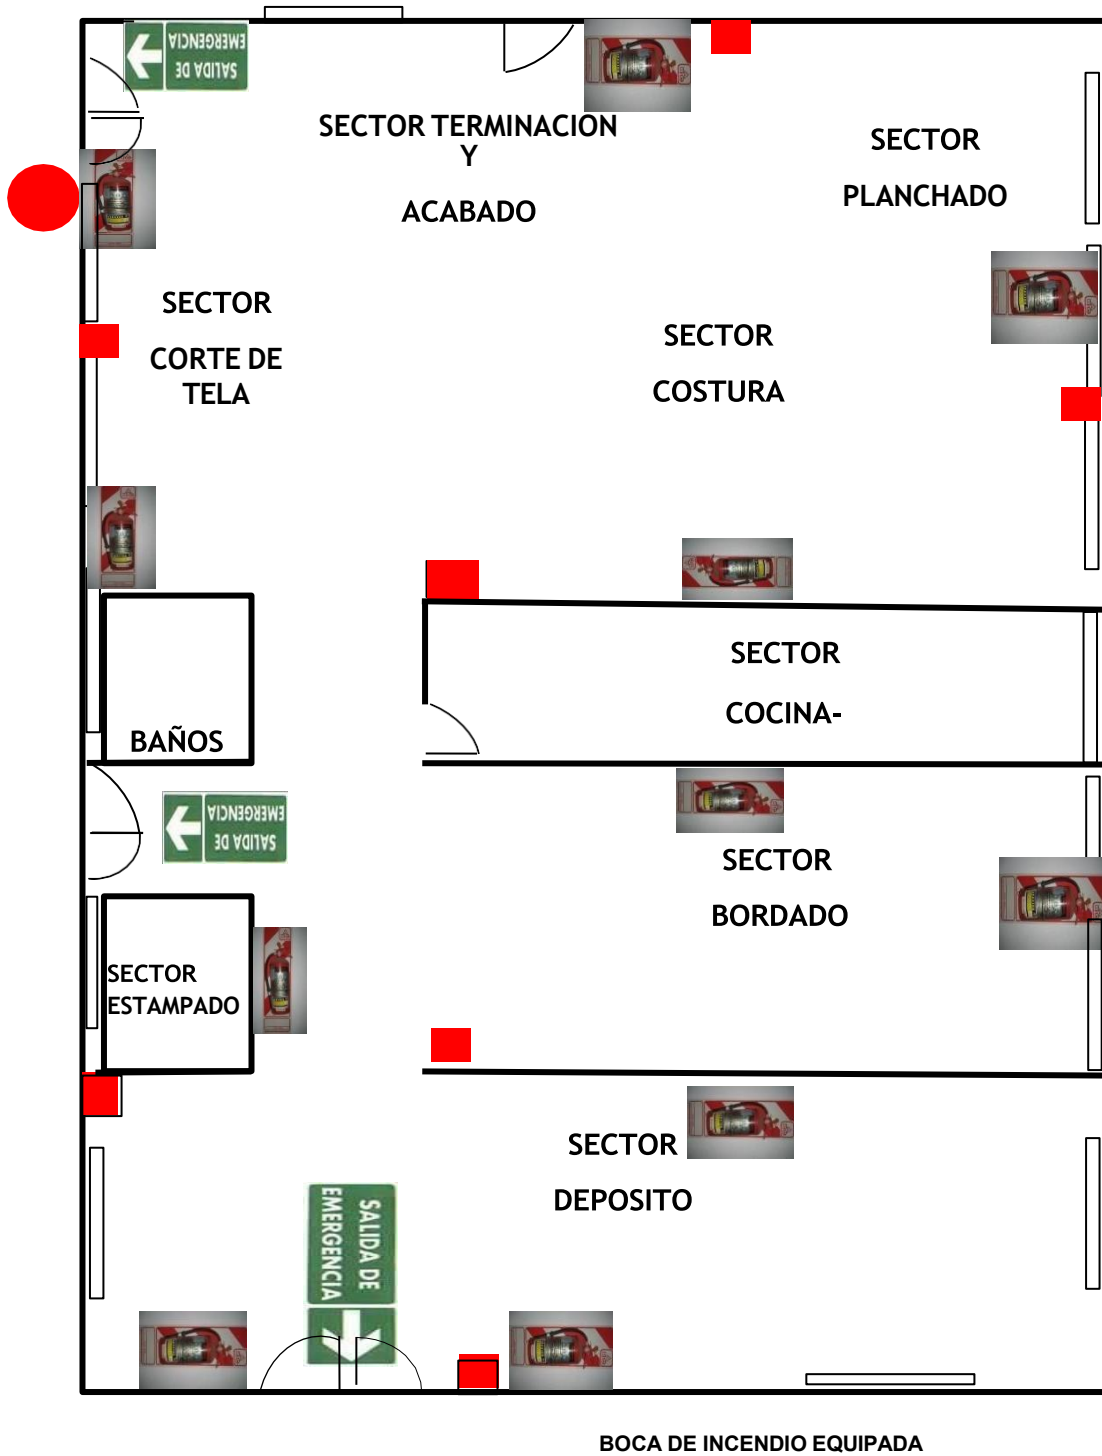 SALIDA DE
EMERGENCIA
SECTOR TERMINACION
Y
ACABADO
SECTOR
PLANCHADO
SECTOR
CORTE DE
TELA
SECTOR
COSTURA
SECTOR
COCINA-
BAÑOS
SALIDA DE
EMERGENCIA
SECTOR
BORDADO
SECTOR
ESTAMPADO
SECTOR
DEPOSITO
SALIDA DE
EMERGENCIA
BOCA DE INCENDIO EQUIPADA